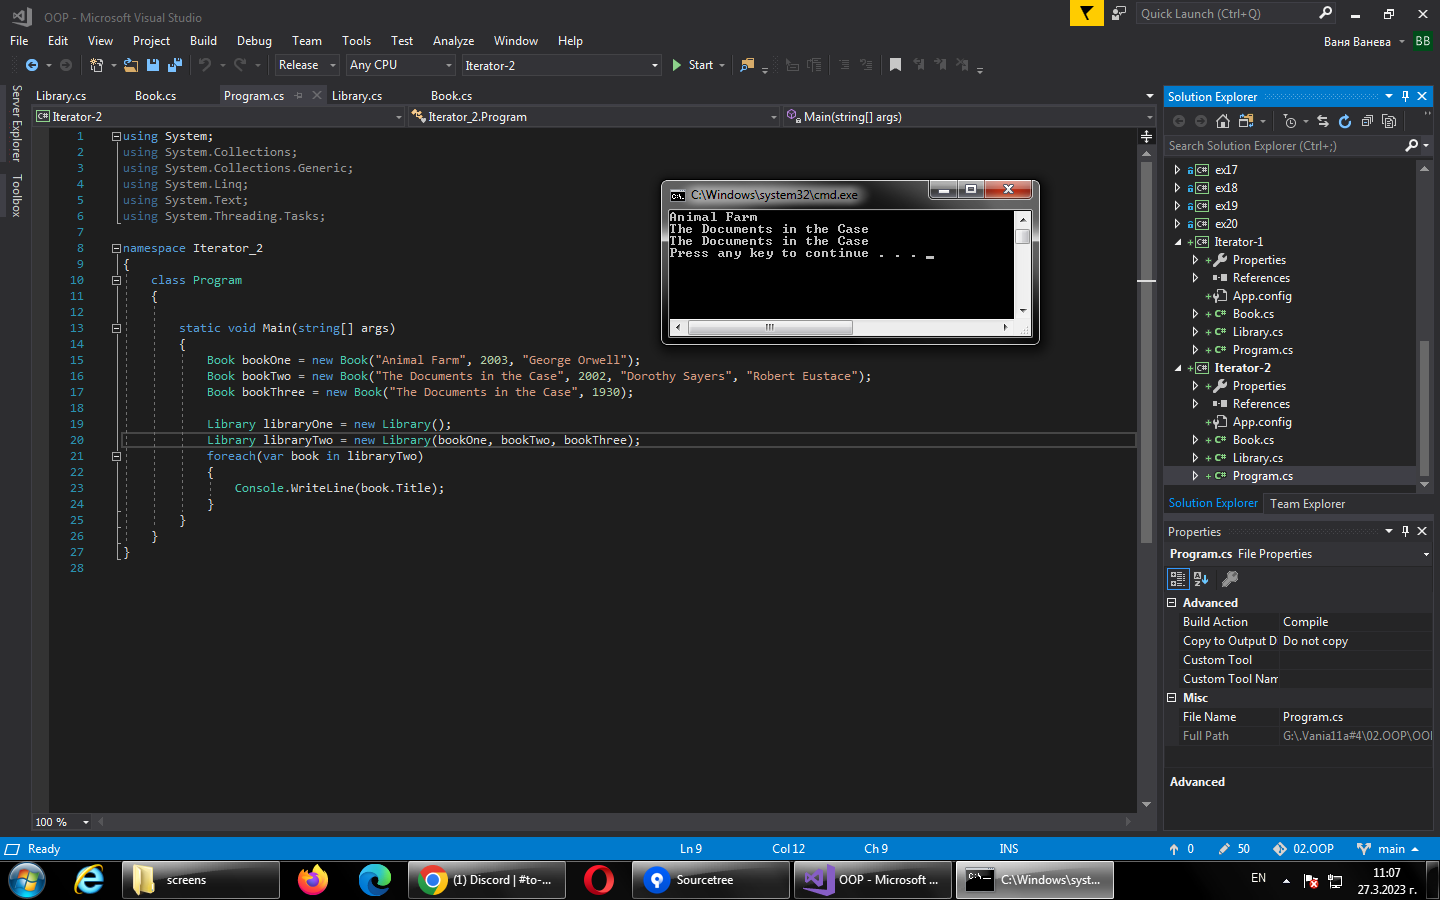 OOP - Microsoft Visual Studio
Quick Launch (Ctrl+Q)
File Edit View Project Build Debug Team Tools Test Analyze Window Help
Ваня Ванева BB
Release Any CPU Iterator-2 Start
Server Explorer
Toolbox
Library.cs Book.cs Program.cs Library.cs Book.cs
C# Iterator-2 Iterator_2.Program Main(string[] args)
1 using System;
2 using System.Collections;
3 using System.Collections.Generic;
4 using System.Linq;
5 using System.Text;
6 using System.Threading.Tasks;
7
8 namespace Iterator_2
9 {
10 class Program
11 {
12
13 static void Main(string[] args)
14 {
15 Book bookOne = new Book("Animal Farm", 2003, "George Orwell");
16 Book bookTwo = new Book("The Documents in the Case", 2002, "Dorothy Sayers", "Robert Eustace");
17 Book bookThree = new Book("The Documents in the Case", 1930);
18
19 Library libraryOne = new Library();
20 Library libraryTwo = new Library(bookOne, bookTwo, bookThree);
21 foreach(var book in libraryTwo)
22 {
23 Console.WriteLine(book.Title);
24 }
25 }
26 }
27 }
28
100 %
C:\Windows\system32\cmd.exe
Animal Farm
The Documents in the Case
The Documents in the Case
Press any key to continue . . . _
Solution Explorer
Search Solution Explorer (Ctrl+;)
C# ex17
C# ex18
C# ex19
C# ex20
C# Iterator-1
Properties
References
App.config
C# Book.cs
C# Library.cs
C# Program.cs
C# Iterator-2
Properties
References
App.config
C# Book.cs
C# Library.cs
C# Program.cs
Solution Explorer Team Explorer
Properties
Program.cs File Properties
Advanced
Build Action Compile
Copy to Output D Do not copy
Custom Tool
Custom Tool Nam
Misc
File Name Program.cs
Full Path G:\.Vania11a#4\02.OOP\OOP
Advanced
Ready Ln 9 Col 12 Ch 9 INS 0 50 02.OOP main
screens
(1) Discord | #to-...
Sourcetree
OOP - Microsoft ...
C:\Windows\syst...
EN
11:07
27.3.2023 г.